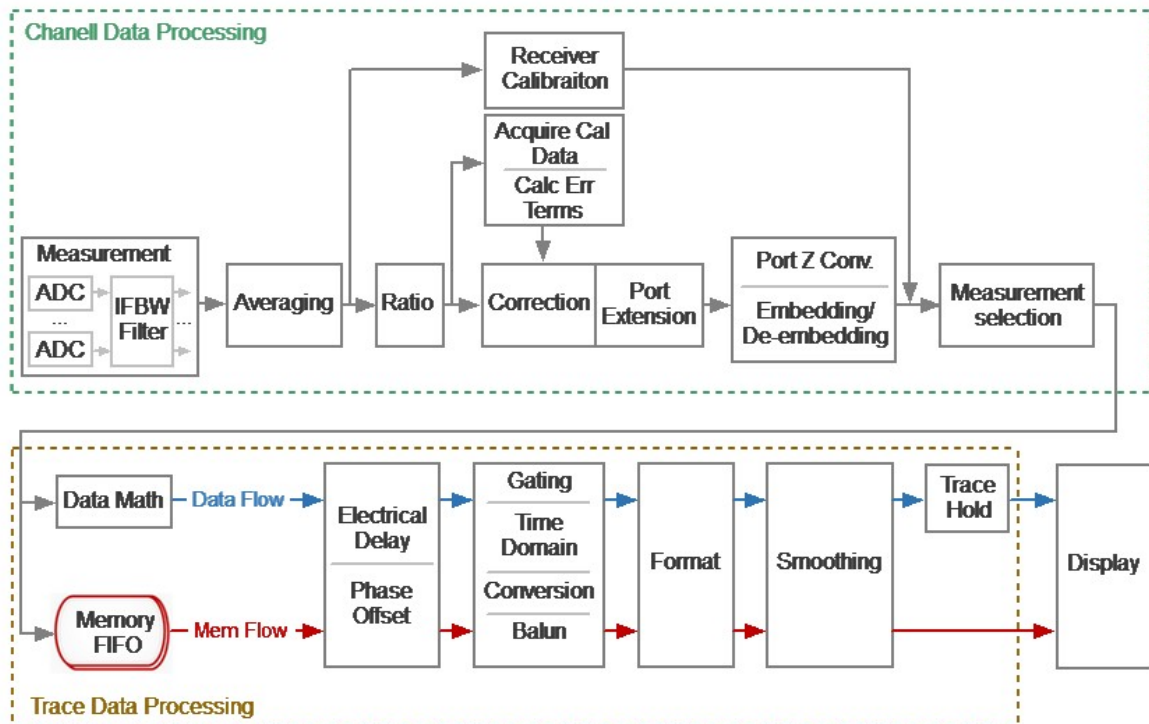 Chanell Data Processing
Receiver
Calibraiton
Acquire Cal
Data
Calc Err
Terms
Measurement
ADC
...
ADC
IFBW
Filter
...
Averaging
Ratio
Correction
Port
Extension
Port Z Conv.
Embedding/
De-embedding
Measurement
selection
Data Math
Data Flow
Memory
FIFO
Mem Flow
Electrical
Delay
Phase
Offset
Gating
Time
Domain
Conversion
Balun
Format
Smoothing
Trace
Hold
Display
Trace Data Processing